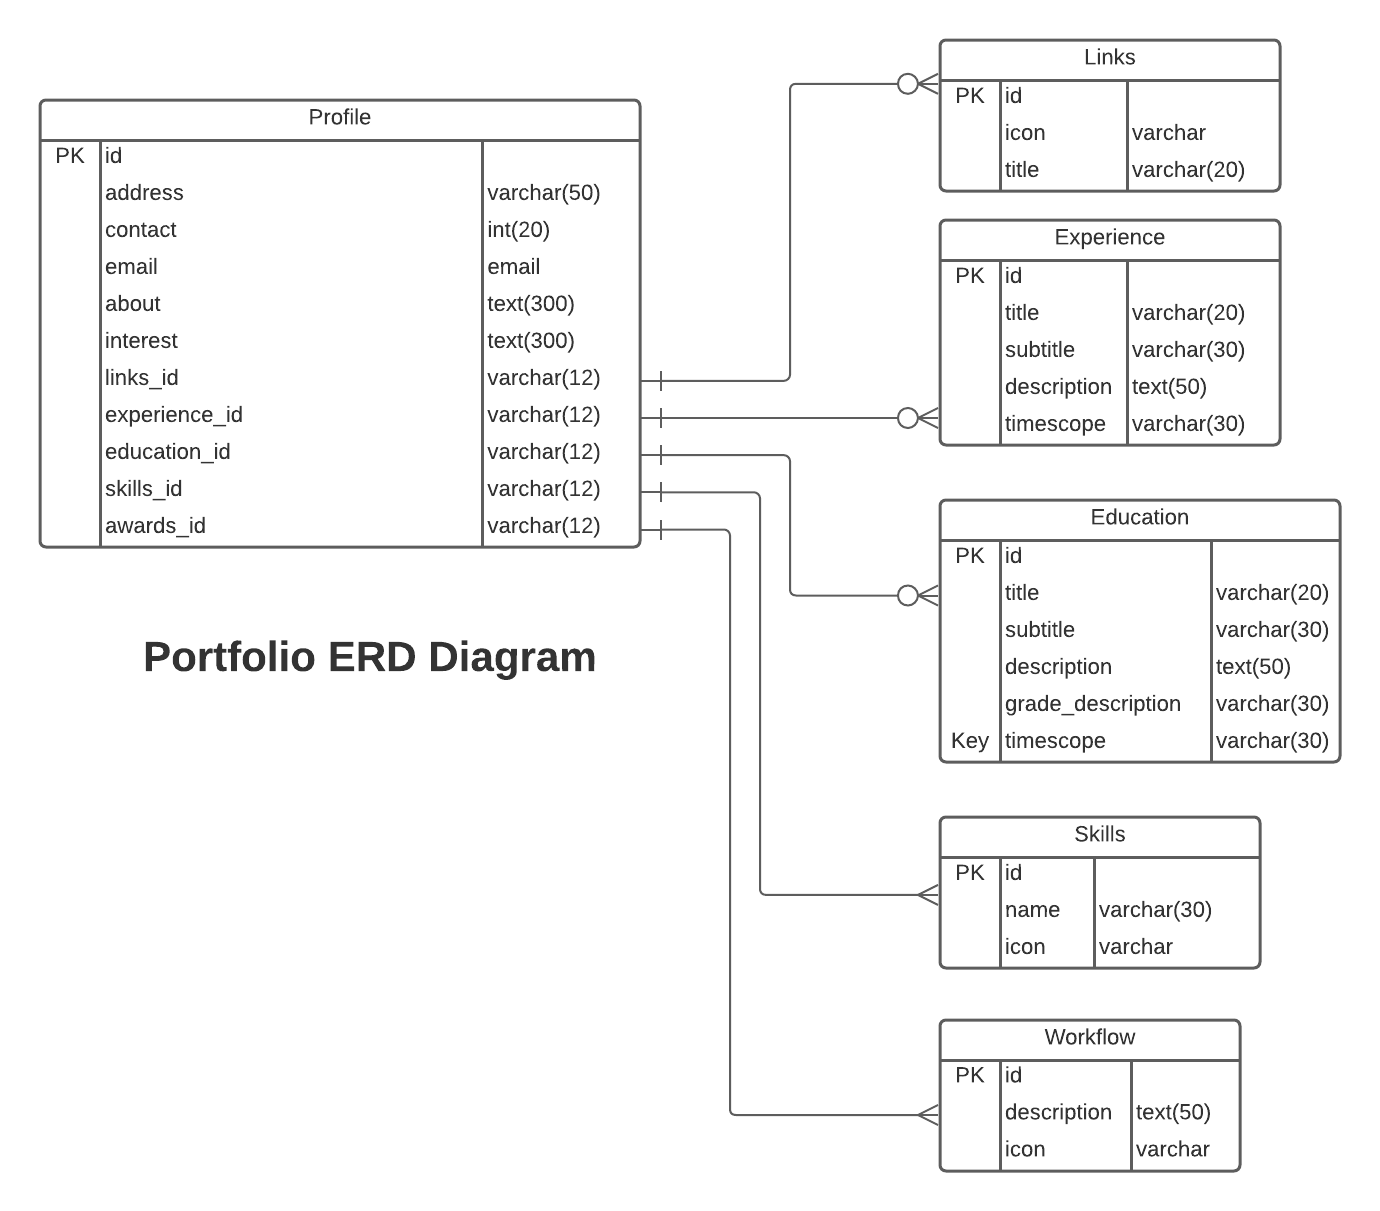 Profile
PK id
address varchar(50)
contact int(20)
email email
about text(300)
interest text(300)
links_id varchar(12)
experience_id varchar(12)
education_id varchar(12)
skills_id varchar(12)
awards_id varchar(12)
Portfolio ERD Diagram
Links
PK id
icon varchar
title varchar(20)
Experience
PK id
title varchar(20)
subtitle varchar(30)
description text(50)
timescope varchar(30)
Education
PK id
title varchar(20)
subtitle varchar(30)
description text(50)
grade_description varchar(30)
Key timescope varchar(30)
Skills
PK id
name varchar(30)
icon varchar
Workflow
PK id
description text(50)
icon varchar